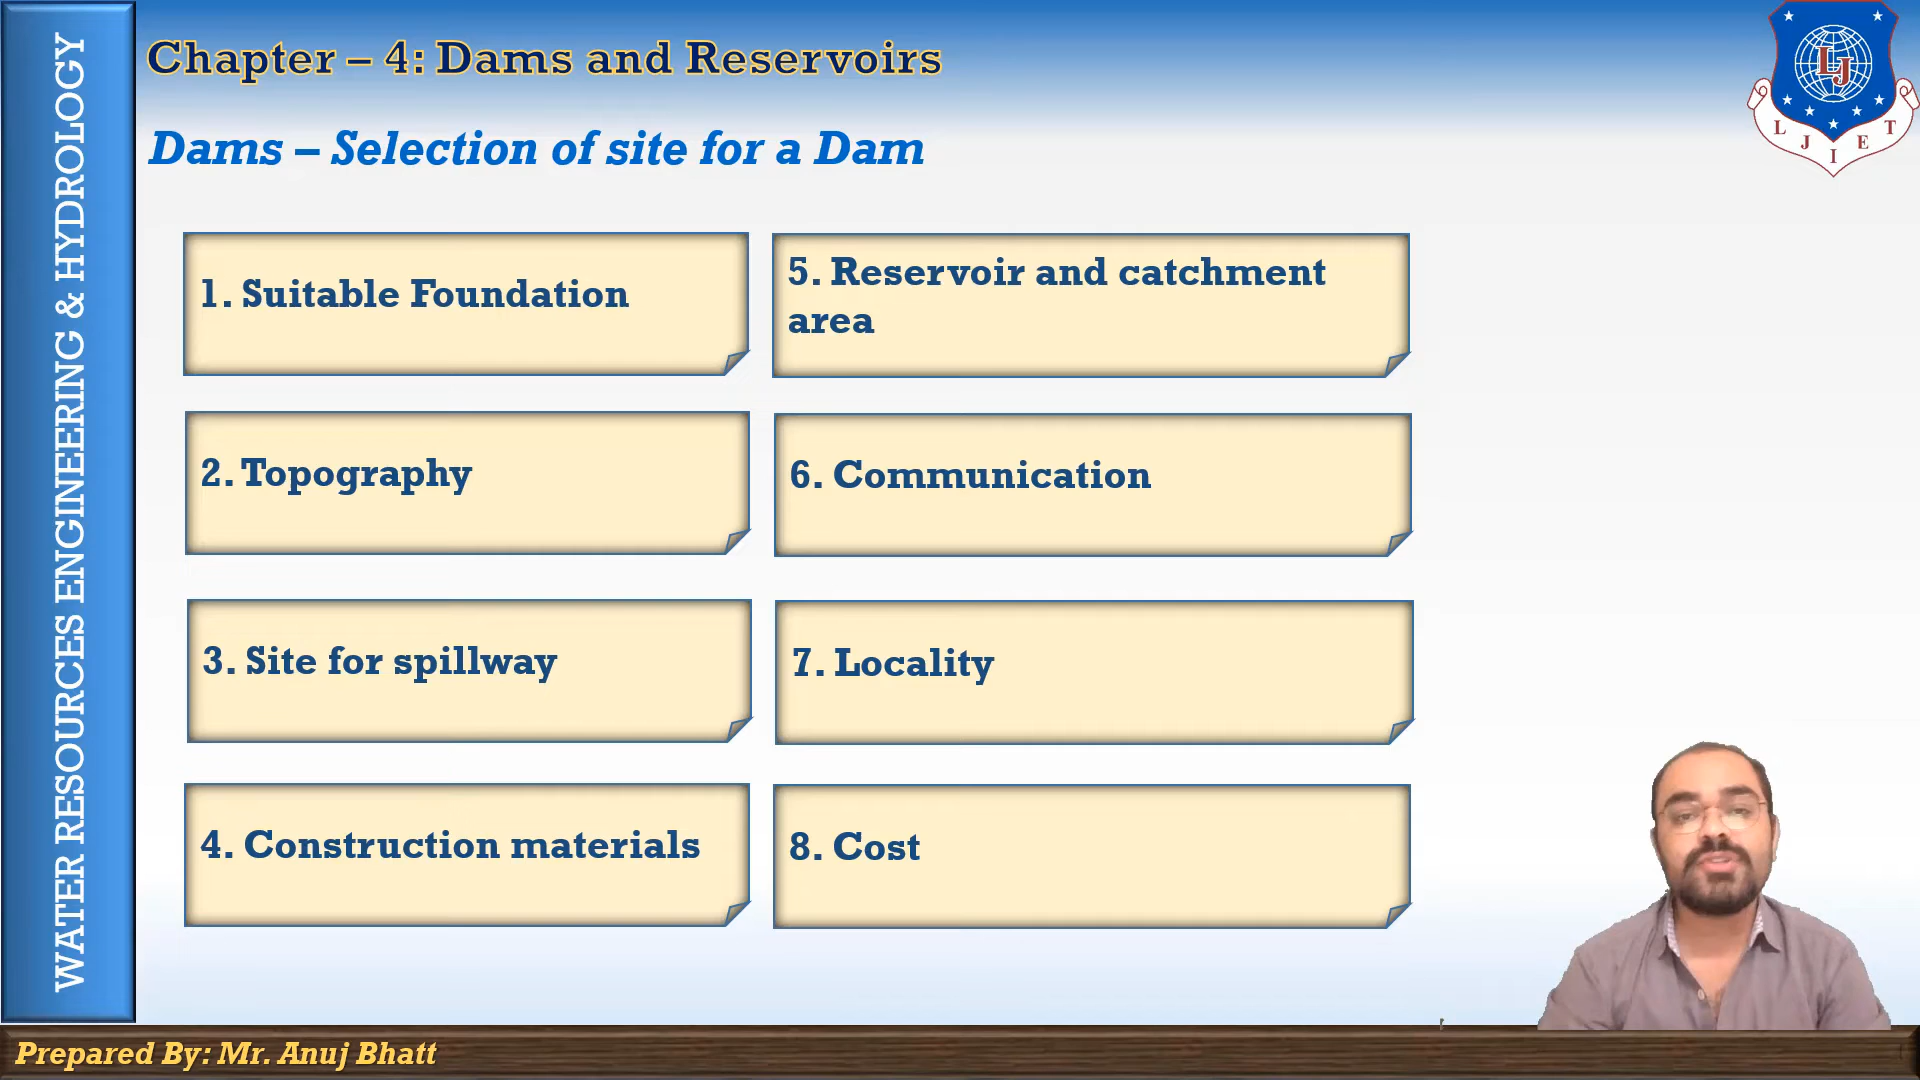 Chapter – 4: Dams and Reservoirs
Dams – Selection of site for a Dam
WATER RESOURCES ENGINEERING & HYDROLOGY
1. Suitable Foundation
2. Topography
3. Site for spillway
4. Construction materials
5. Reservoir and catchment
area
6. Communication
7. Locality
8. Cost
LJ
L J I E T
Prepared By: Mr. Anuj Bhatt